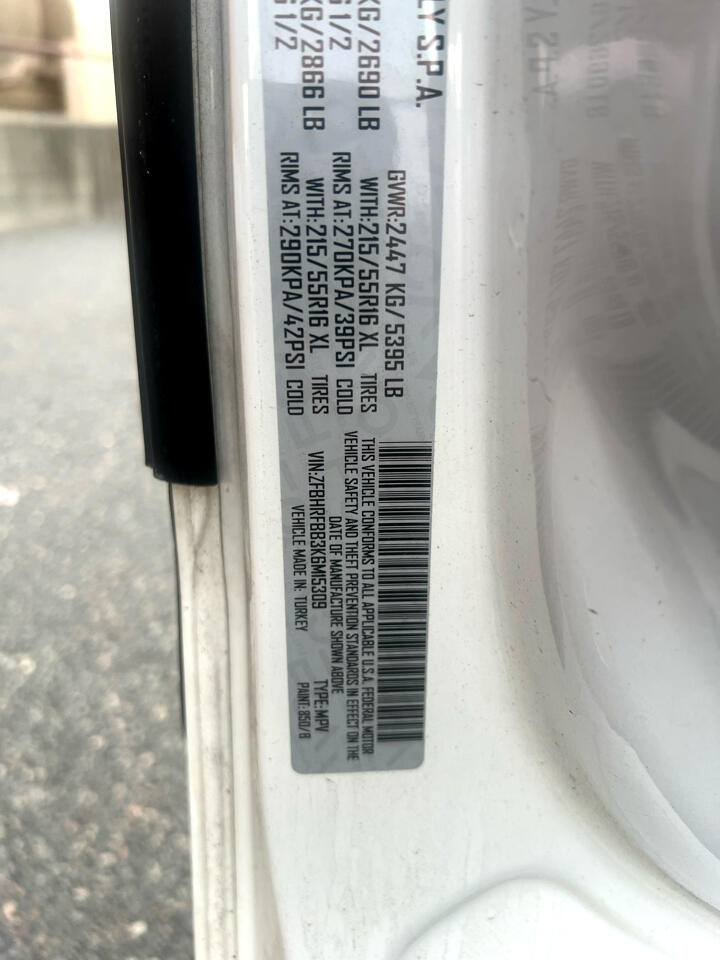 LY S.P.A.
GVWR:2447 KG/5395 LB
KG/2690 LB WITH:215/55R16 XL TIRES
G 1/2 RIMS AT:270KPA/39PSI COLD
KG/2866 LB WITH:215/55R16 XL TIRES
G 1/2 RIMS AT:290KPA/42PSI COLD
THIS VEHICLE CONFORMS TO ALL APPLICABLE U.S.A. FEDERAL MOTOR
VEHICLE SAFETY AND THEFT PREVENTION STANDARDS IN EFFECT ON THE
DATE OF MANUFACTURE SHOWN ABOVE
VIN:ZFBHRFBB3K6M15309 TYPE:MPV
VEHICLE MADE IN: TURKEY PAINT: 850/B